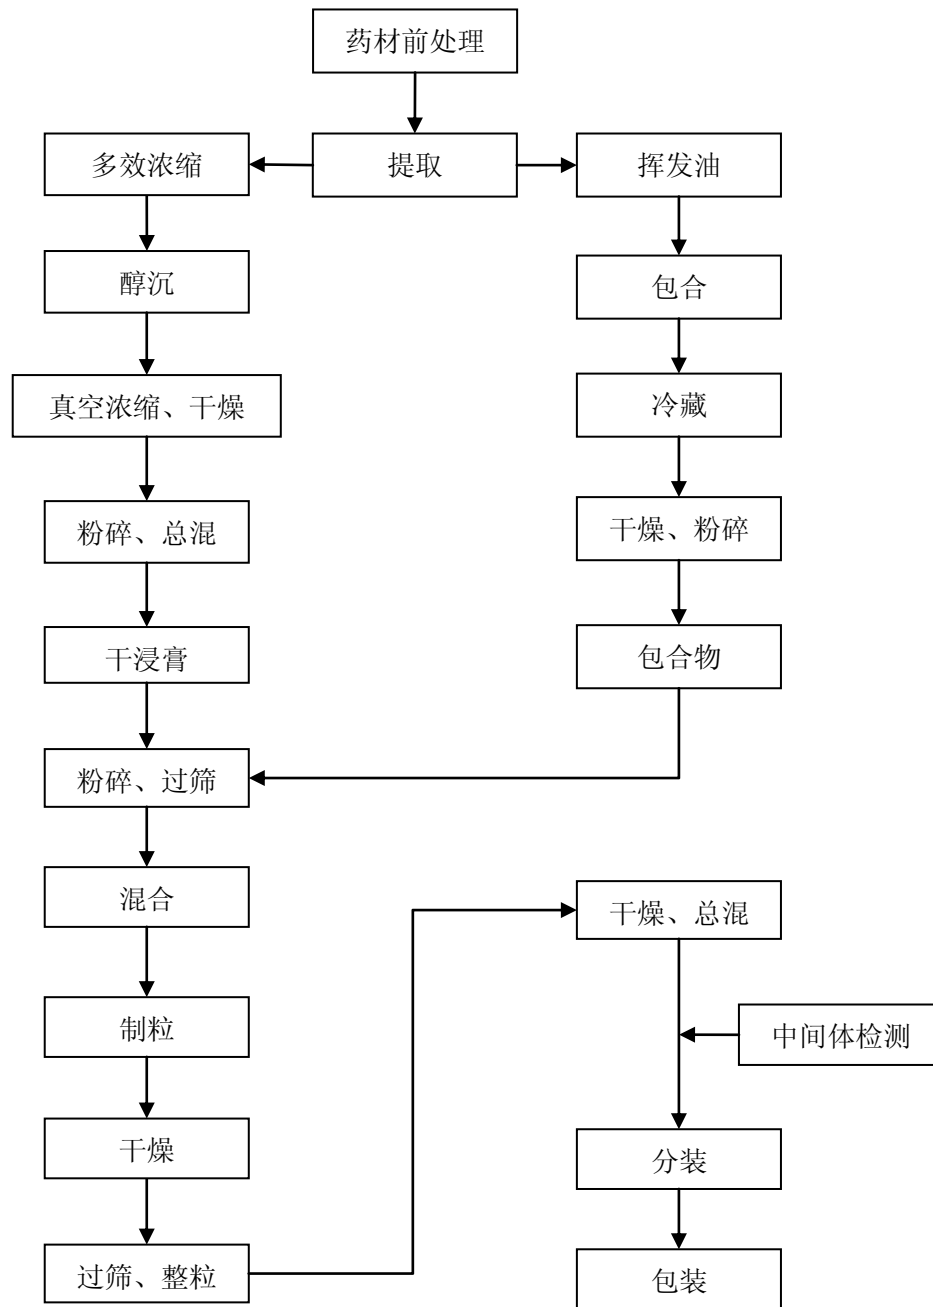 药材前处理
多效浓缩
提取
挥发油
醇沉
包合
真空浓缩、干燥
冷藏
粉碎、总混
干燥、粉碎
干浸膏
包合物
粉碎、过筛
混合
干燥、总混
制粒
中间体检测
干燥
分装
过筛、整粒
包装